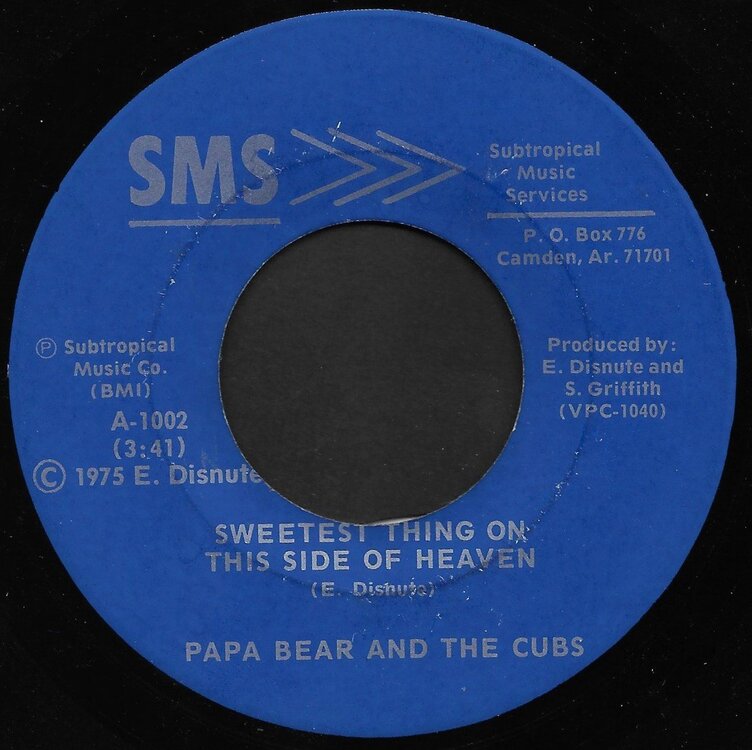 SMS
Subtropical
Music
Services
P. O. Box 776
Camden, Ar. 71701
Ⓟ Subtropical
Music Co.
(BMI)
A-1002
(3:41)
© 1975 E. Disnute
Produced by:
E. Disnute and
S. Griffith
(VPC-1040)
SWEETEST THING ON
THIS SIDE OF HEAVEN
(E. Disnute)
PAPA BEAR AND THE CUBS